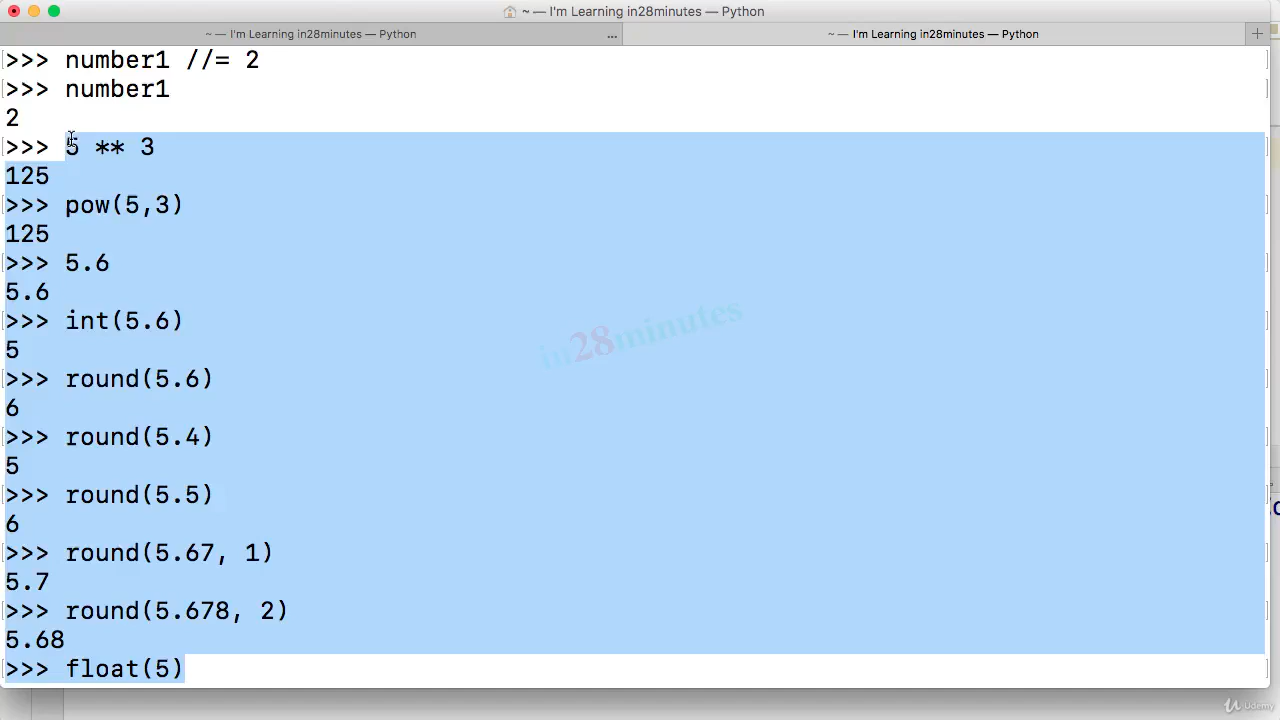 ~ — I'm Learning in28minutes — Python
~ — I'm Learning in28minutes — Python ... ~ — I'm Learning in28minutes — Python +
>>> number1 //= 2
>>> number1
2
>>> 5 ** 3
125
>>> pow(5,3)
125
>>> 5.6
5.6
>>> int(5.6)
5
>>> round(5.6)
6
>>> round(5.4)
5
>>> round(5.5)
6
>>> round(5.67, 1)
5.7
>>> round(5.678, 2)
5.68
>>> float(5)
in28minutes
Udemy